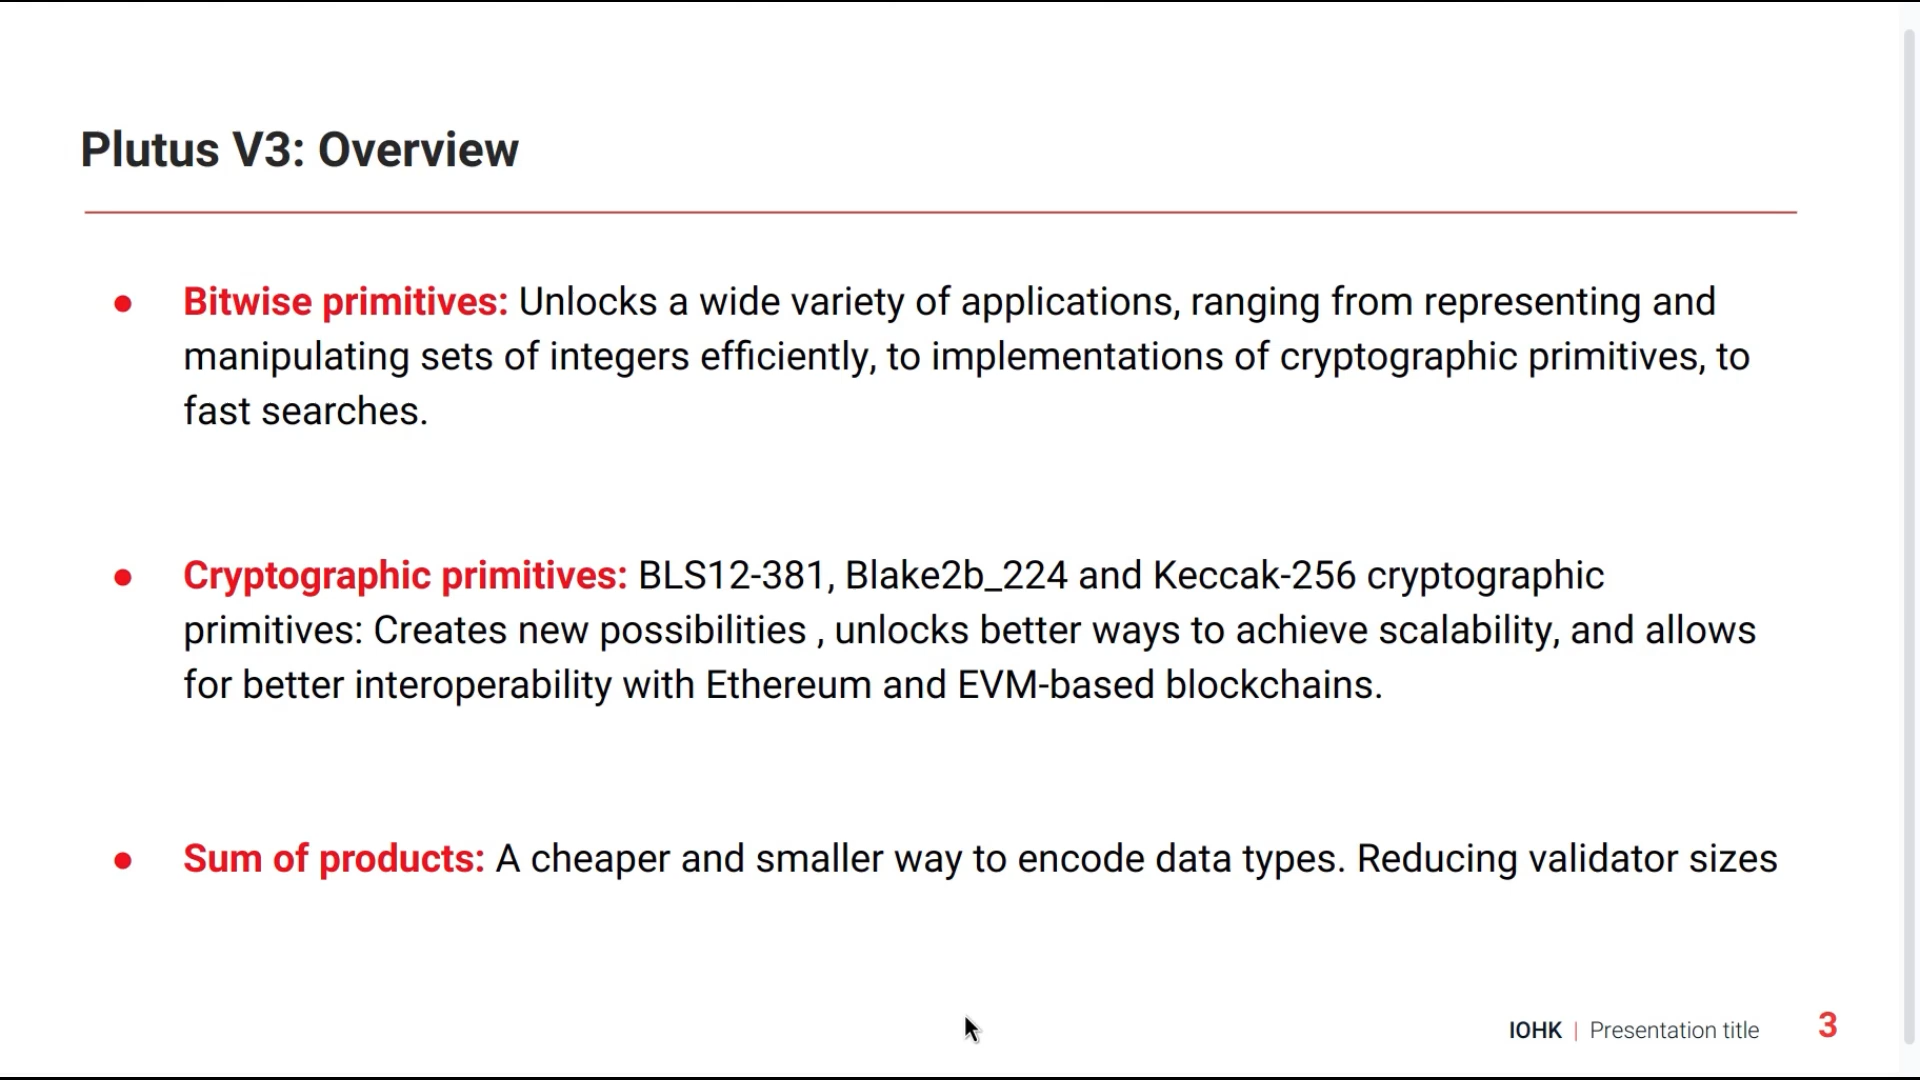 Plutus V3: Overview
● Bitwise primitives: Unlocks a wide variety of applications, ranging from representing and
manipulating sets of integers efficiently, to implementations of cryptographic primitives, to
fast searches.
● Cryptographic primitives: BLS12-381, Blake2b_224 and Keccak-256 cryptographic
primitives: Creates new possibilities , unlocks better ways to achieve scalability, and allows
for better interoperability with Ethereum and EVM-based blockchains.
● Sum of products: A cheaper and smaller way to encode data types. Reducing validator sizes
IOHK | Presentation title 3